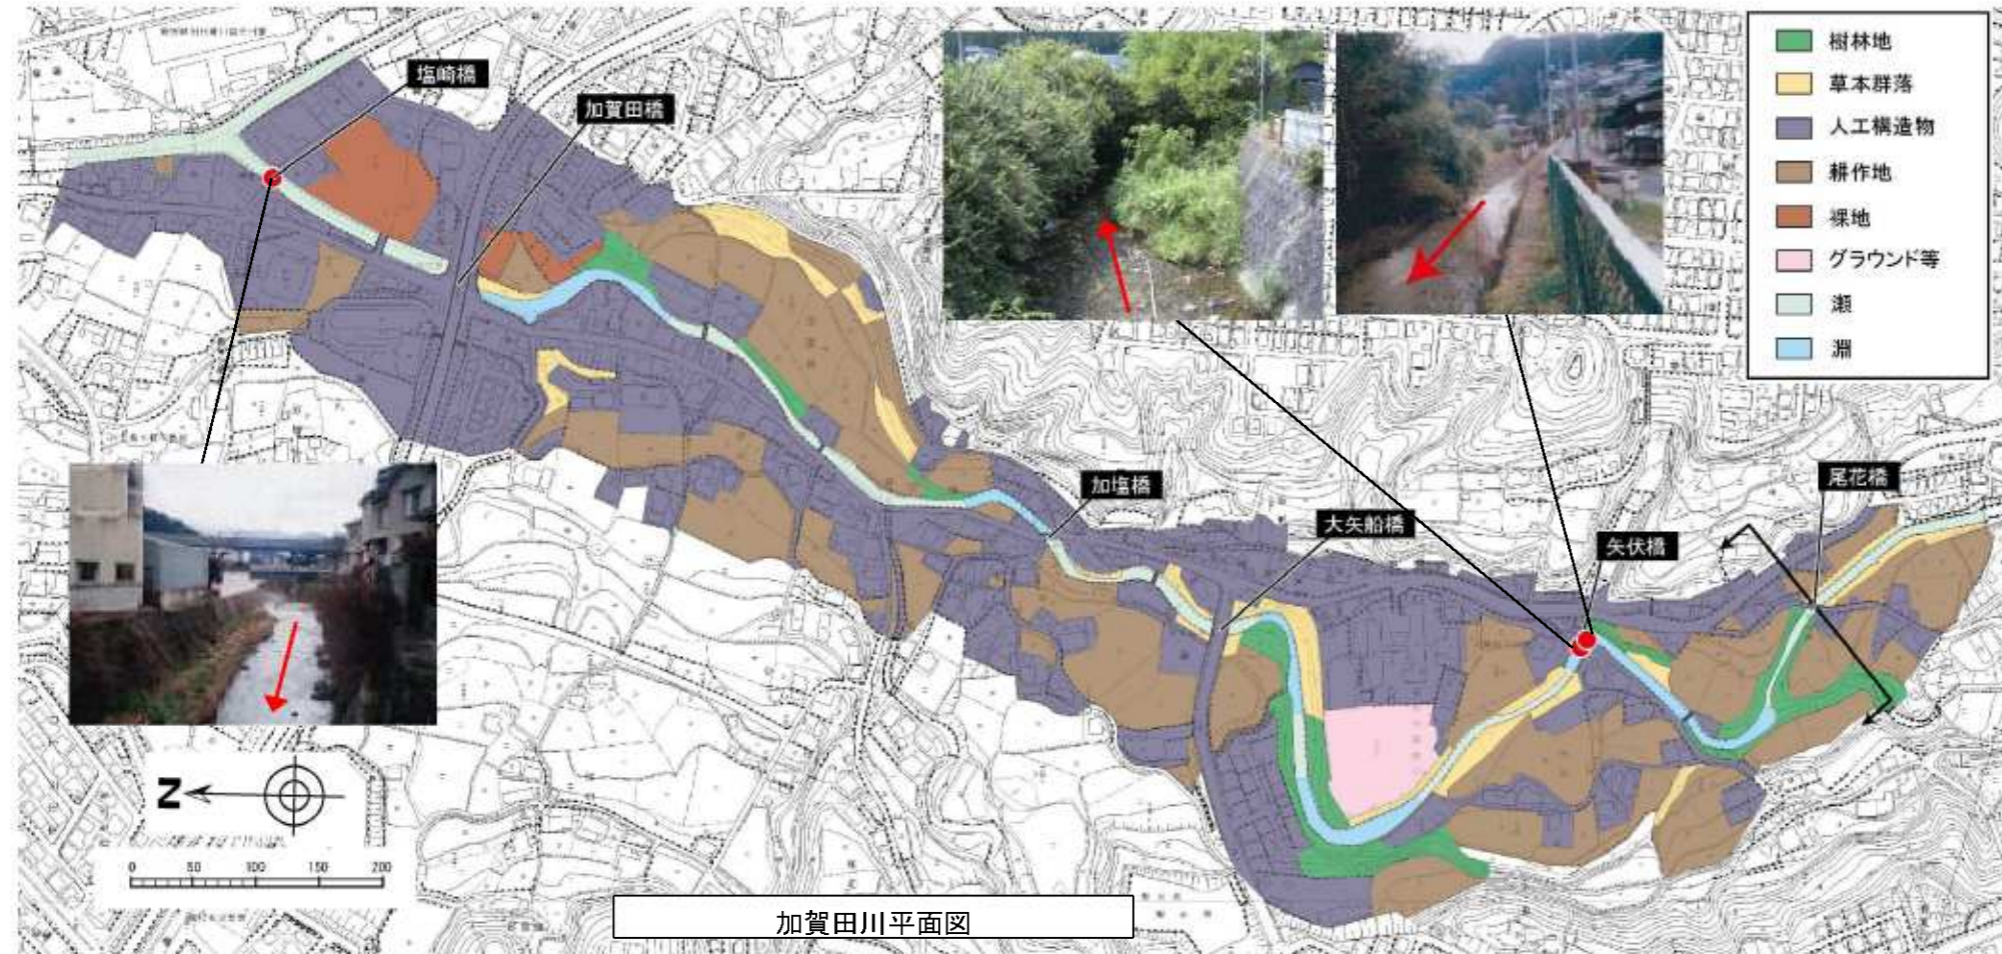 塩崎橋
加賀田橋
樹林地
草本群落
人工構造物
耕作地
裸地
グラウンド等
瀬
淵
加塩橋
大矢船橋
矢伏橋
尾花橋
N
0 50 100 150 200
加賀田川平面図